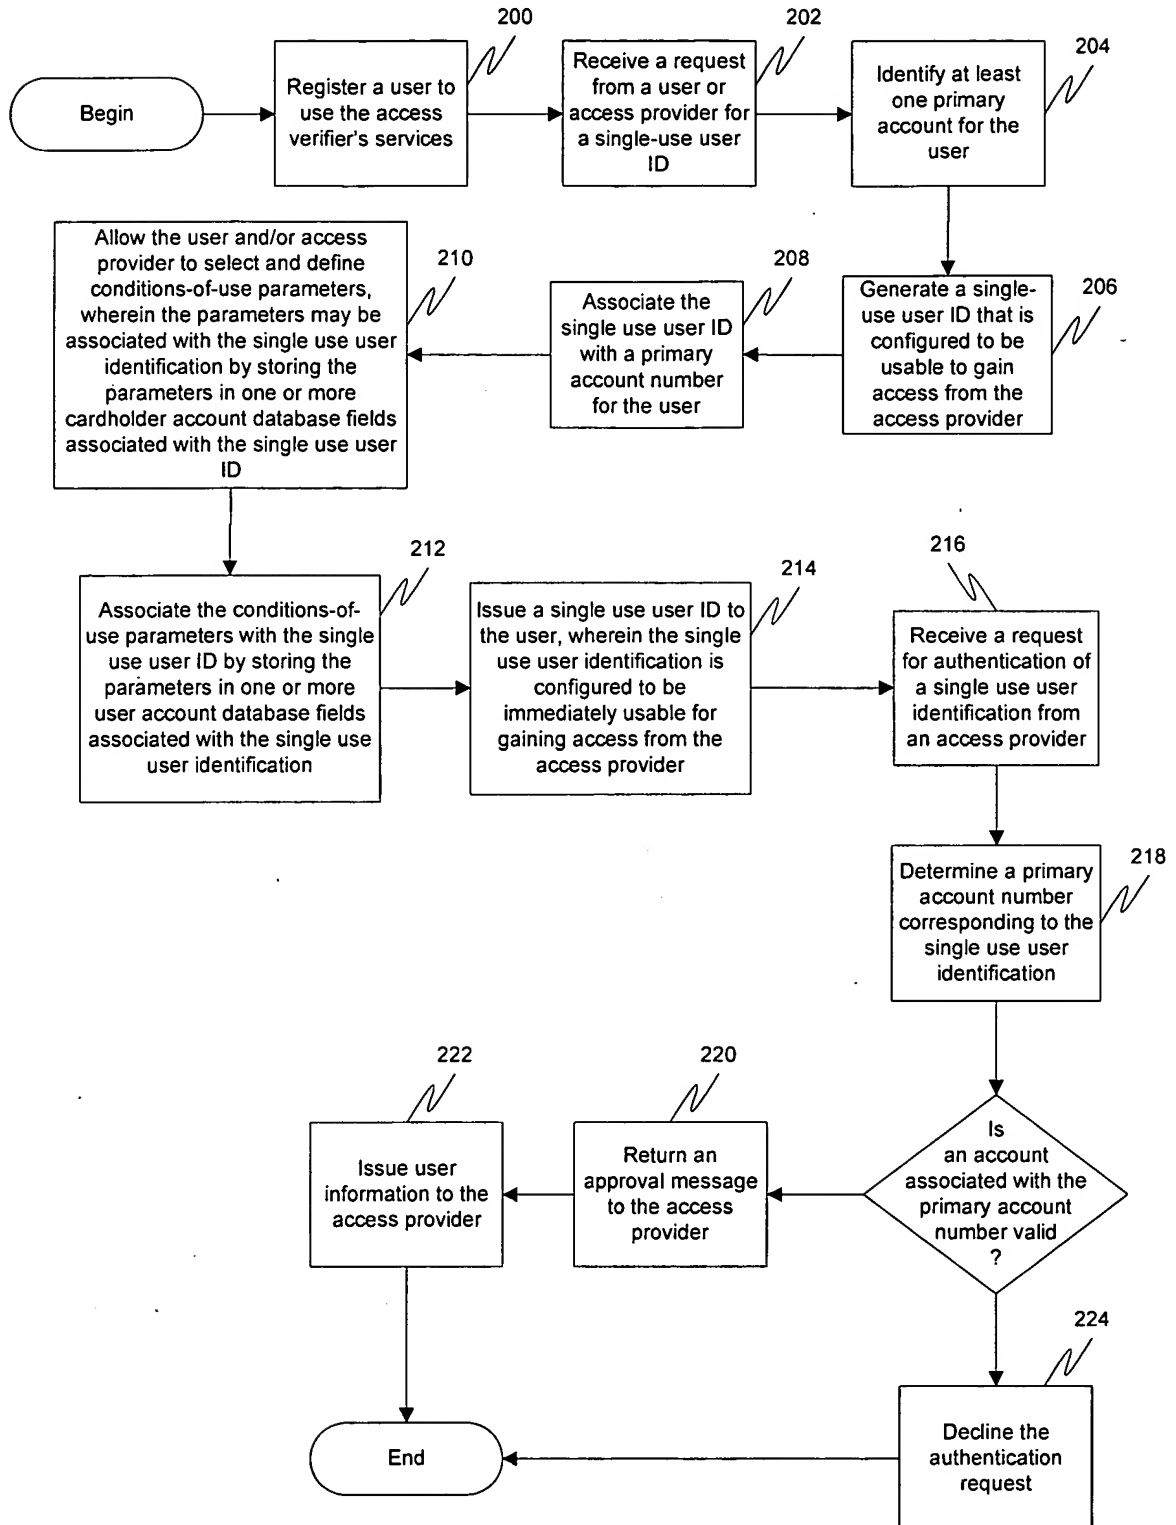 200
202
204
Begin
Register a user to
use the access
verifier's services
Receive a request
from a user or
access provider for
a single-use user
ID
Identify at least
one primary
account for the
user
210
Allow the user and/or access
provider to select and define
conditions-of-use parameters,
wherein the parameters may be
associated with the single use user
identification by storing the
parameters in one or more
cardholder account database fields
associated with the single use user
ID
208
Associate the
single use user ID
with a primary
account number
for the user
206
Generate a single-
use user ID that is
configured to be
usable to gain
access from the
access provider
212
Associate the conditions-of-
use parameters with the single
use user ID by storing the
parameters in one or more
user account database fields
associated with the single use
user identification
214
Issue a single use user ID to
the user, wherein the single
use user identification is
configured to be
immediately usable for
gaining access from the
access provider
216
Receive a request
for authentication of
a single use user
identification from
an access provider
218
Determine a primary
account number
corresponding to the
single use user
identification
222
Issue user
information to the
access provider
220
Return an
approval message
to the access
provider
Is
an account
associated with the
primary account
number valid
?
224
Decline the
authentication
request
End